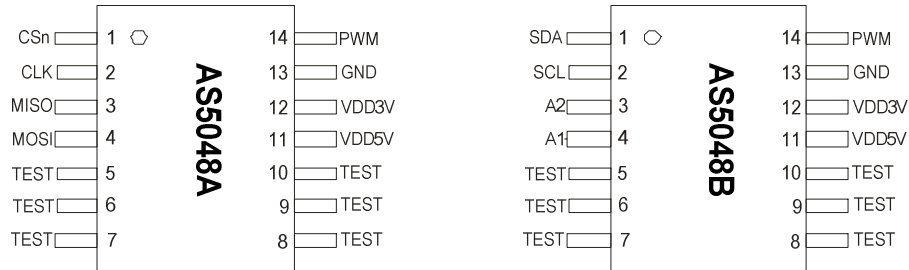 CSn 1 14 PWM
CLK 2 13 GND
MISO 3 12 VDD3V
MOSI 4 11 VDD5V
TEST 5 10 TEST
TEST 6 9 TEST
TEST 7 8 TEST
AS5048A
SDA 1 14 PWM
SCL 2 13 GND
A2 3 12 VDD3V
A1 4 11 VDD5V
TEST 5 10 TEST
TEST 6 9 TEST
TEST 7 8 TEST
AS5048B